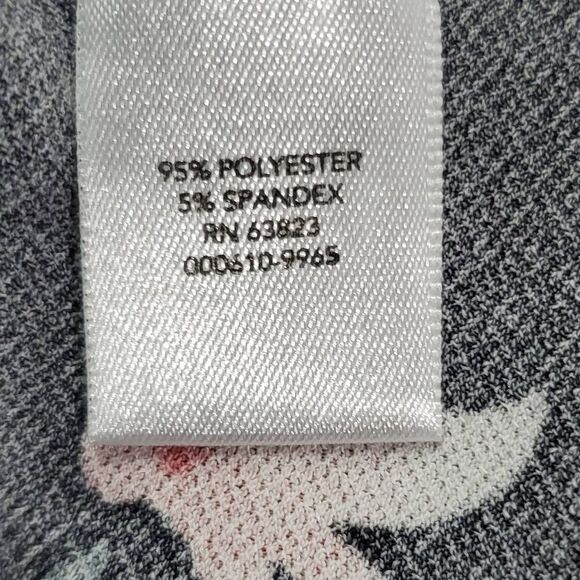 95% POLYESTER
5% SPANDEX
RN 63823
000610-9965